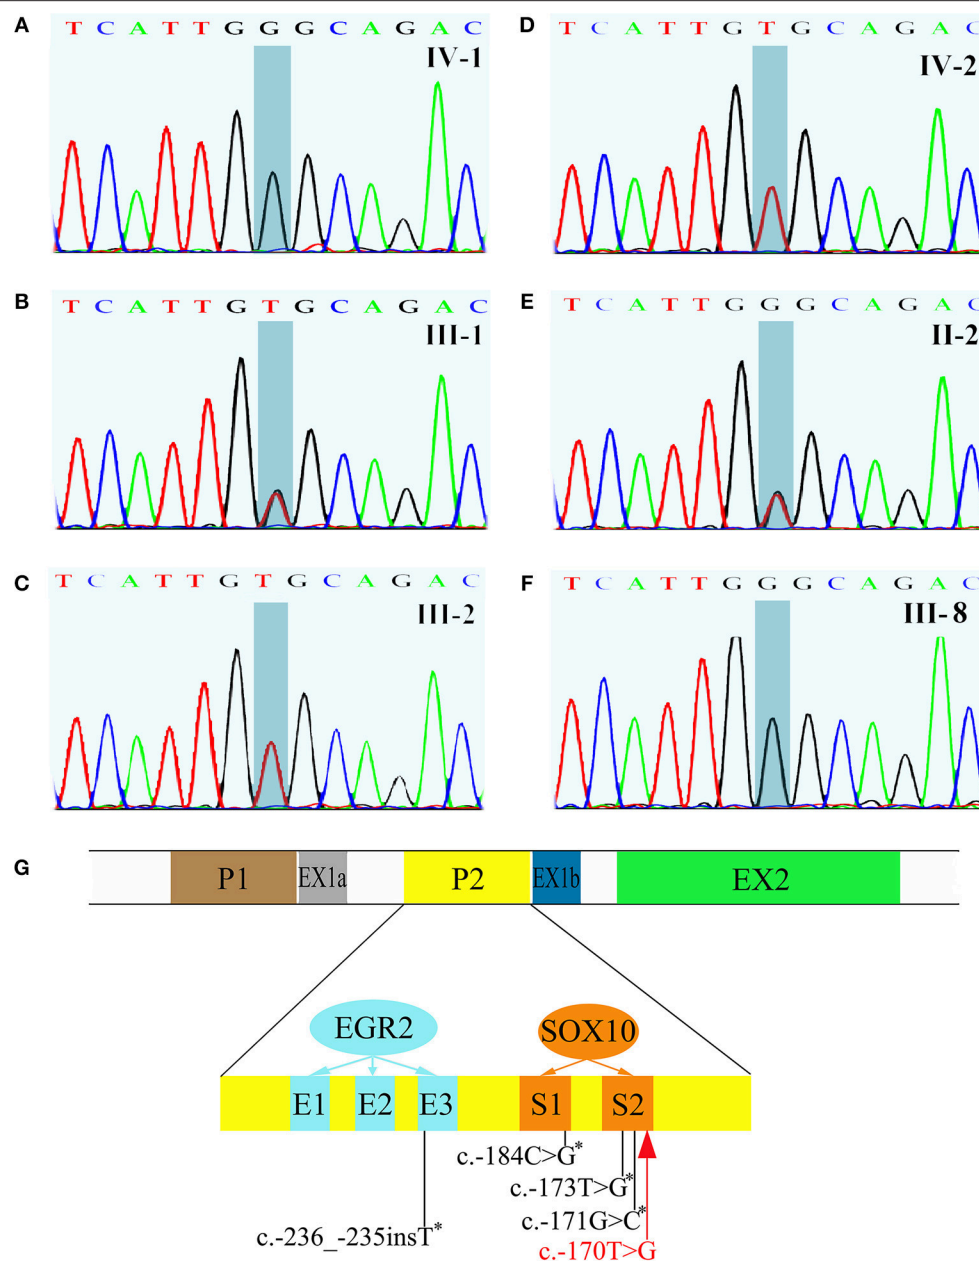 A
T C A T T G G G C A G A C
IV-1
D
T C A T T G T G C A G A C
IV-2
B
T C A T T G T G C A G A C
III-1
E
T C A T T G G G C A G A C
II-2
C
T C A T T G T G C A G A C
III-2
F
T C A T T G G G C A G A C
III-8
G
P1 EX1a P2 EX1b EX2
EGR2 SOX10
E1 E2 E3 S1 S2
c.-184C>G*
c.-173T>G*
c.-171G>C*
c.-236_-235insT*
c.-170T>G